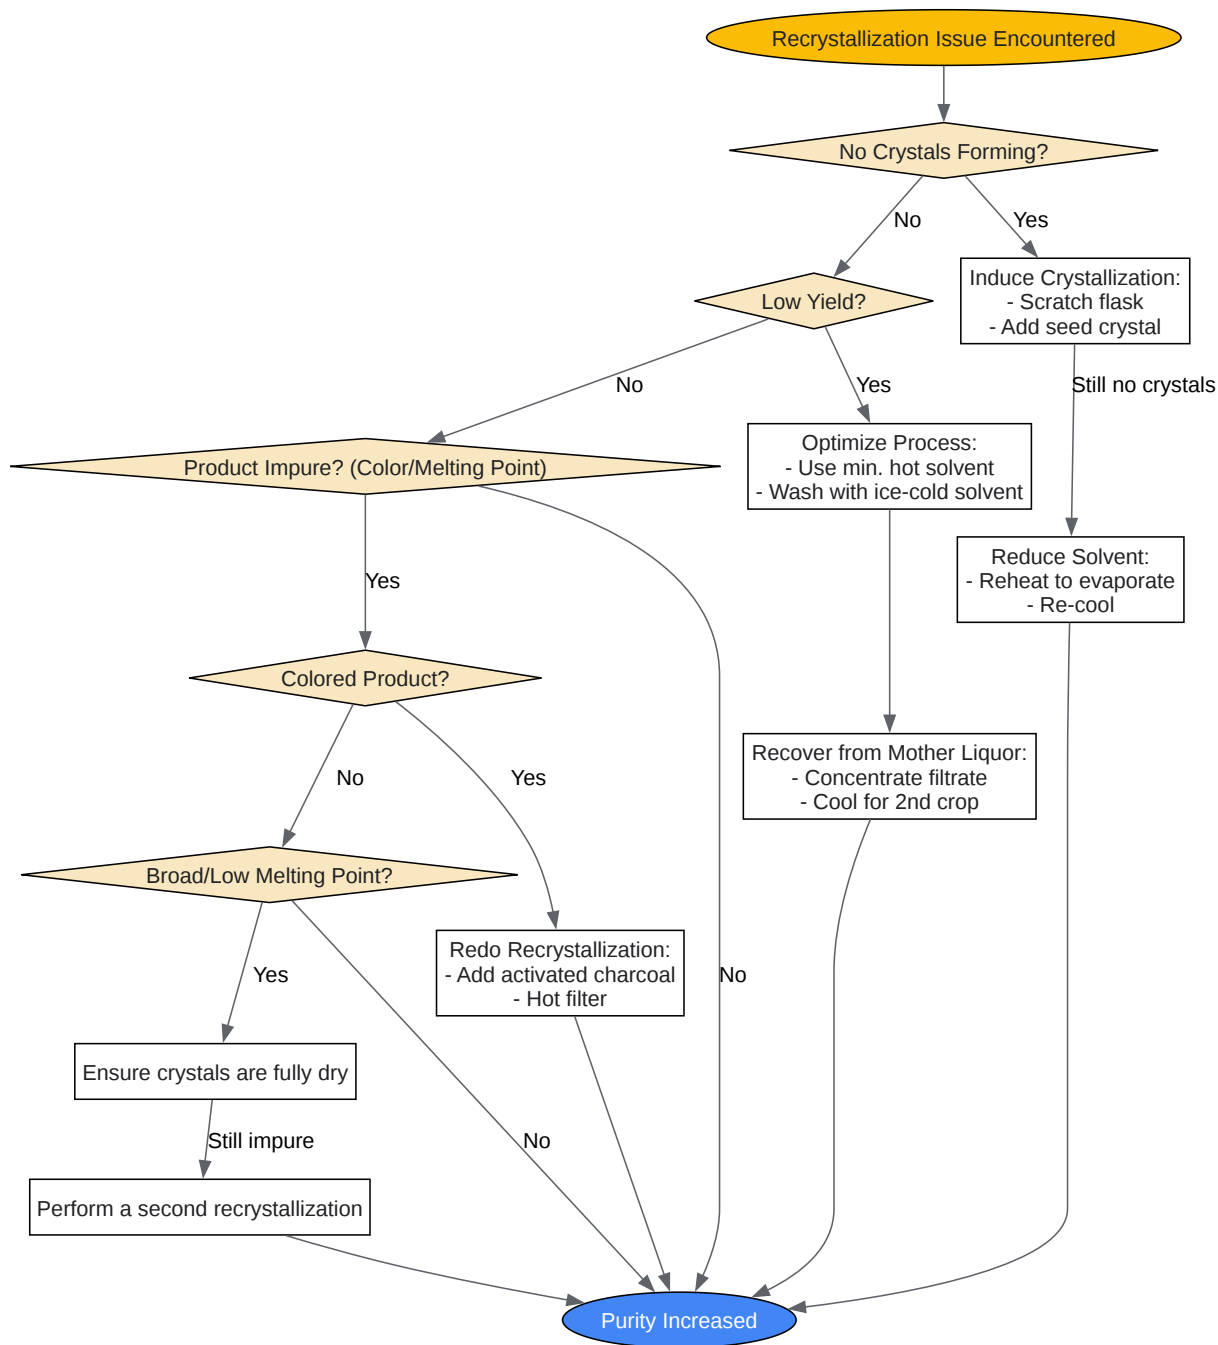 Recrystallization Issue Encountered
No Crystals Forming?
No
Yes
Induce Crystallization:
- Scratch flask
- Add seed crystal
Low Yield?
No
Yes
Still no crystals
Optimize Process:
- Use min. hot solvent
- Wash with ice-cold solvent
Product Impure? (Color/Melting Point)
Reduce Solvent:
- Reheat to evaporate
- Re-cool
Yes
Colored Product?
Recover from Mother Liquor:
- Concentrate filtrate
- Cool for 2nd crop
No
Yes
Broad/Low Melting Point?
Redo Recrystallization:
- Add activated charcoal
- Hot filter
Yes
No
Ensure crystals are fully dry
Still impure
No
Perform a second recrystallization
Purity Increased